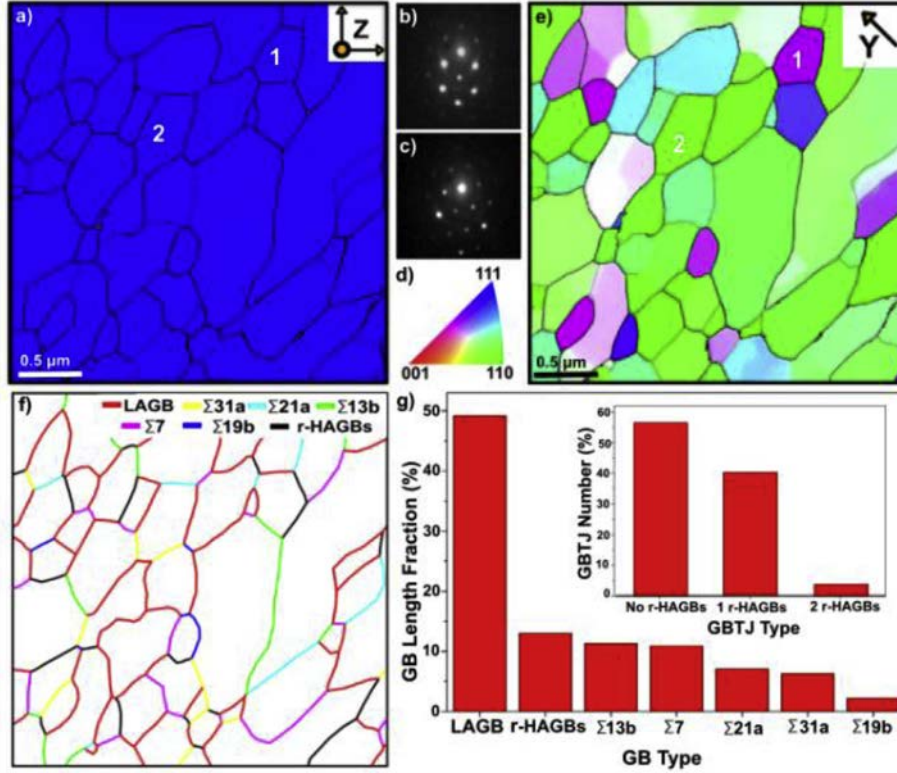 a)
Z
1
2
0.5 µm
b)
c)
d)
111
001
110
e)
Y
1
2
0.5 µm
f)
LAGB Σ31a Σ21a Σ13b
Σ7 Σ19b r-HAGBs
g)
50
40
30
20
10
0
GB Length Fraction (%)
LAGB r-HAGBs Σ13b Σ7 Σ21a Σ31a Σ19b
GB Type
60
50
40
30
20
10
0
GBTJ Number (%)
No r-HAGBs 1 r-HAGBs 2 r-HAGBs
GBTJ Type